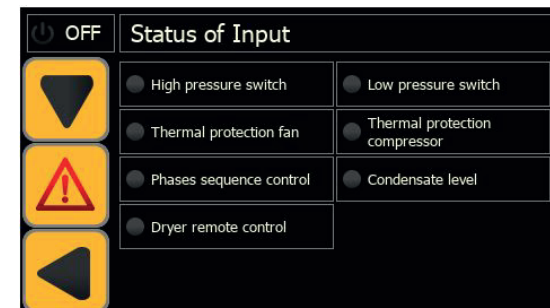 OFF
Status of Input
High pressure switch
Low pressure switch
Thermal protection fan
Thermal protection
compressor
Phases sequence control
Condensate level
Dryer remote control